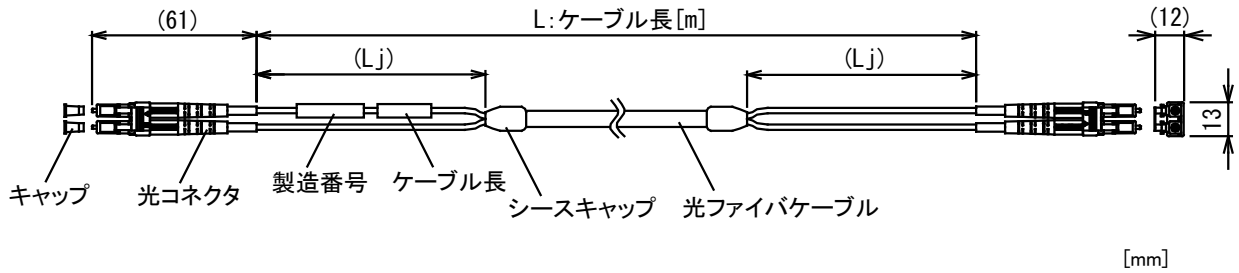 (61)
L:ケーブル長[m]
(12)
(Lj)
(Lj)
13
キャップ
光コネクタ
製造番号
ケーブル長
シースキャップ
光ファイバケーブル
[mm]